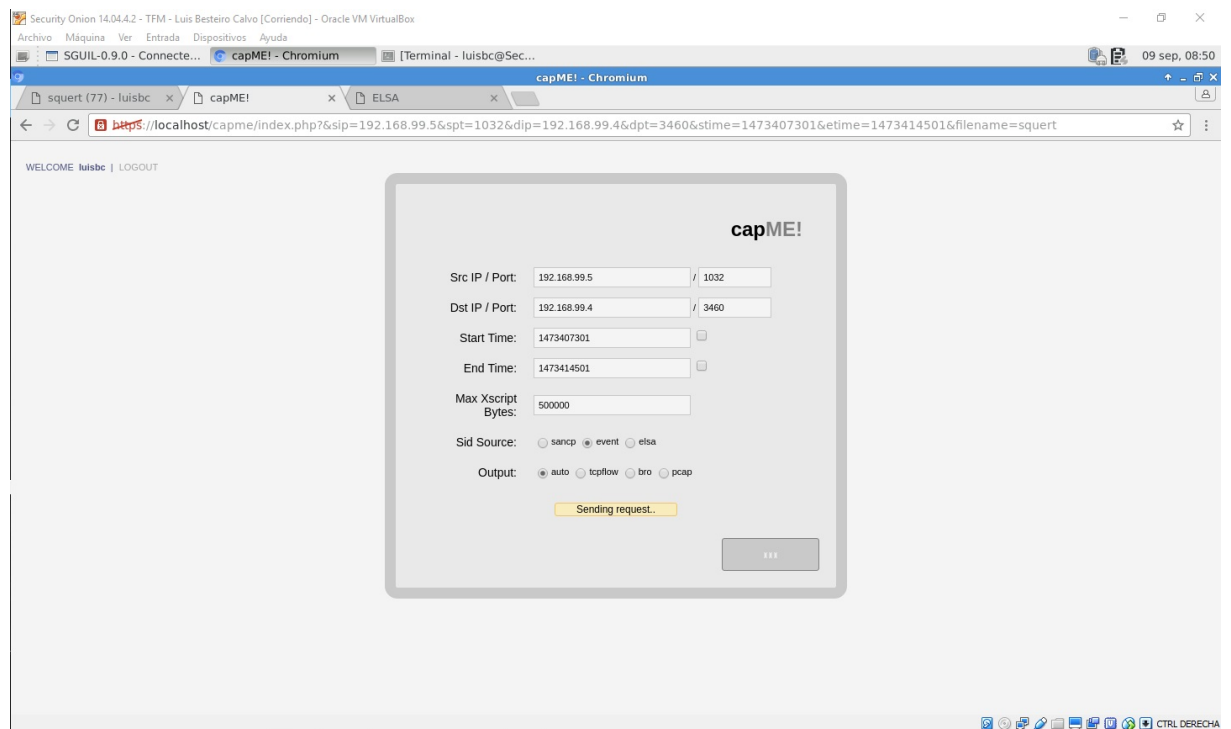 Security Onion 14.04.4.2 - TFM - Luis Besteiro Calvo [Corriendo] - Oracle VM VirtualBox
Archivo Máquina Ver Entrada Dispositivos Ayuda
SGUIL-0.9.0 - Connecte... capME! - Chromium [Terminal - luisbc@Sec... 09 sep, 08:50
capME! - Chromium
squert (77) - luisbc capME! ELSA
https://localhost/capme/index.php?&sip=192.168.99.5&spt=1032&dip=192.168.99.4&dpt=3460&stime=1473407301&etime=1473414501&filename=squert
WELCOME luisbc | LOGOUT
capME!
Src IP / Port: 192.168.99.5 / 1032
Dst IP / Port: 192.168.99.4 / 3460
Start Time: 1473407301
End Time: 1473414501
Max Xscript
Bytes: 500000
Sid Source: sancp event elsa
Output: auto tcpflow bro pcap
Sending request..
CTRL DERECHA